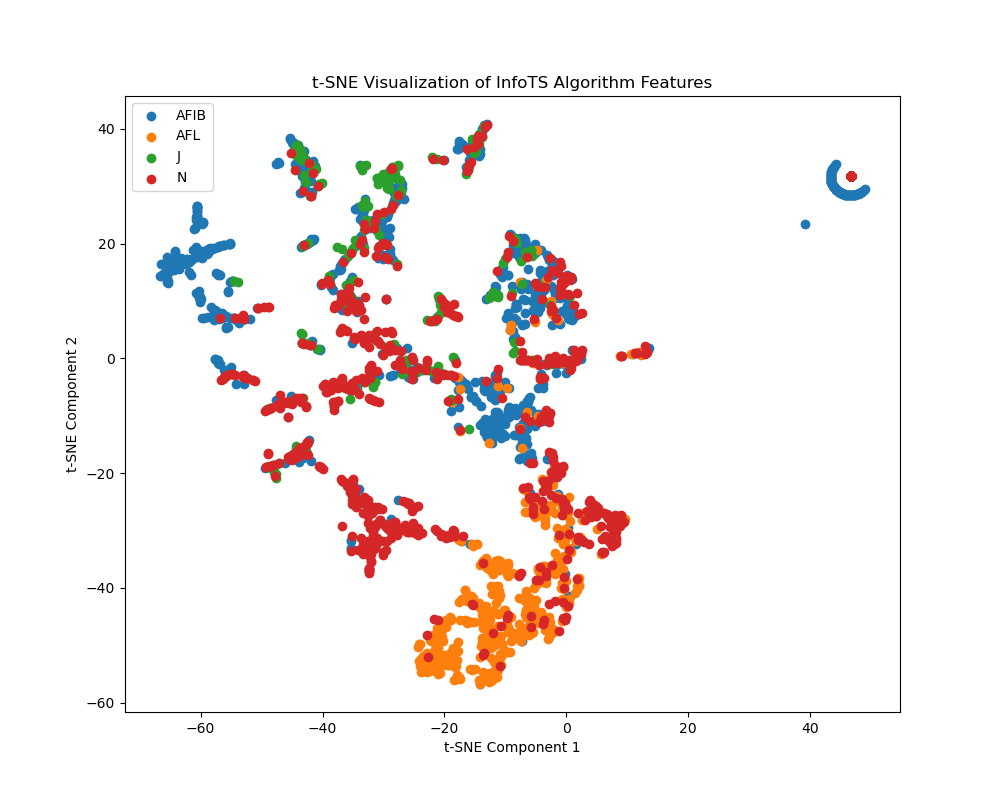 t-SNE Visualization of InfoTS Algorithm Features
AFIB
AFL
J
N
40
20
0
−20
−40
−60
t-SNE Component 2
−60 −40 −20 0 20 40
t-SNE Component 1